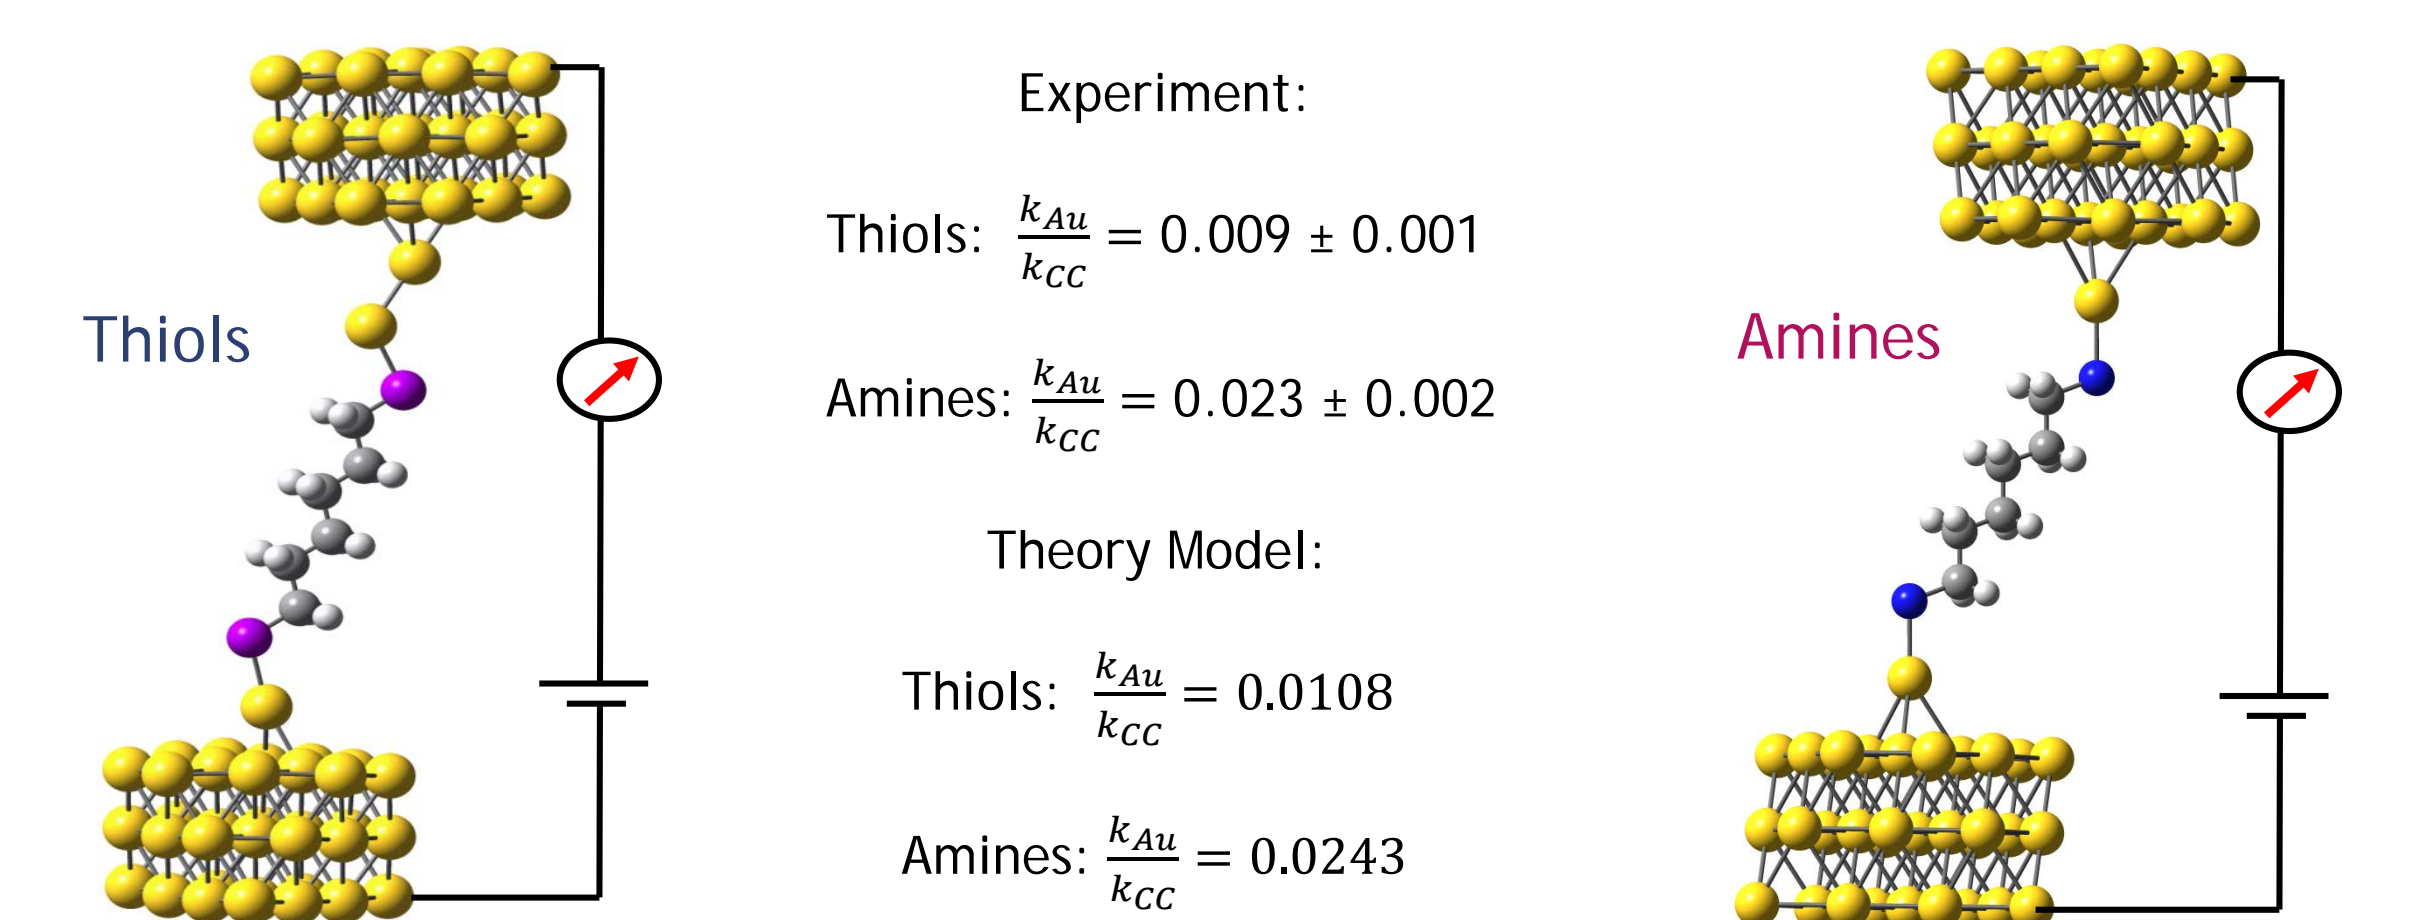 Experiment:
Thiols: k_Au/k_CC = 0.009 ± 0.001
Thiols
Amines
Amines: k_Au/k_CC = 0.023 ± 0.002
Theory Model:
Thiols: k_Au/k_CC = 0.0108
Amines: k_Au/k_CC = 0.0243